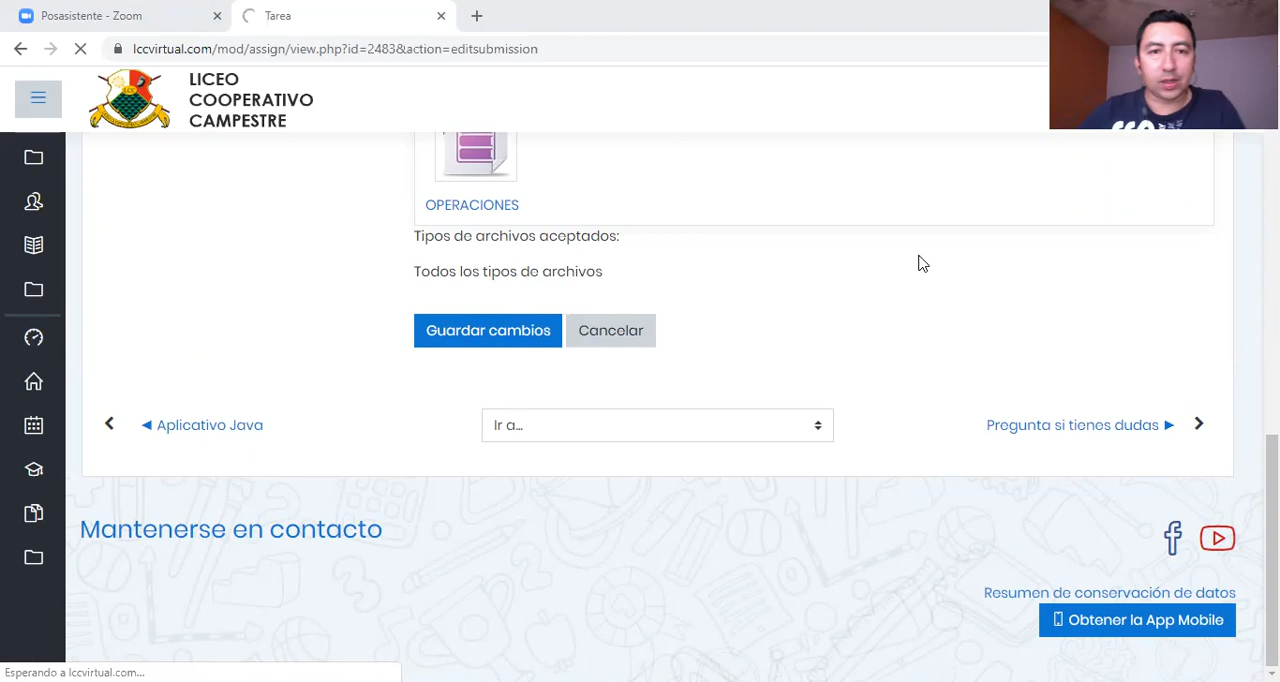 Posasistente - Zoom
Tarea
lccvirtual.com/mod/assign/view.php?id=2483&action=editsubmission
LICEO
COOPERATIVO
CAMPESTRE
OPERACIONES
Tipos de archivos aceptados:
Todos los tipos de archivos
Guardar cambios
Cancelar
◄ Aplicativo Java
Ir a...
Pregunta si tienes dudas ►
Mantenerse en contacto
Resumen de conservación de datos
Obtener la App Mobile
Esperando a lccvirtual.com...